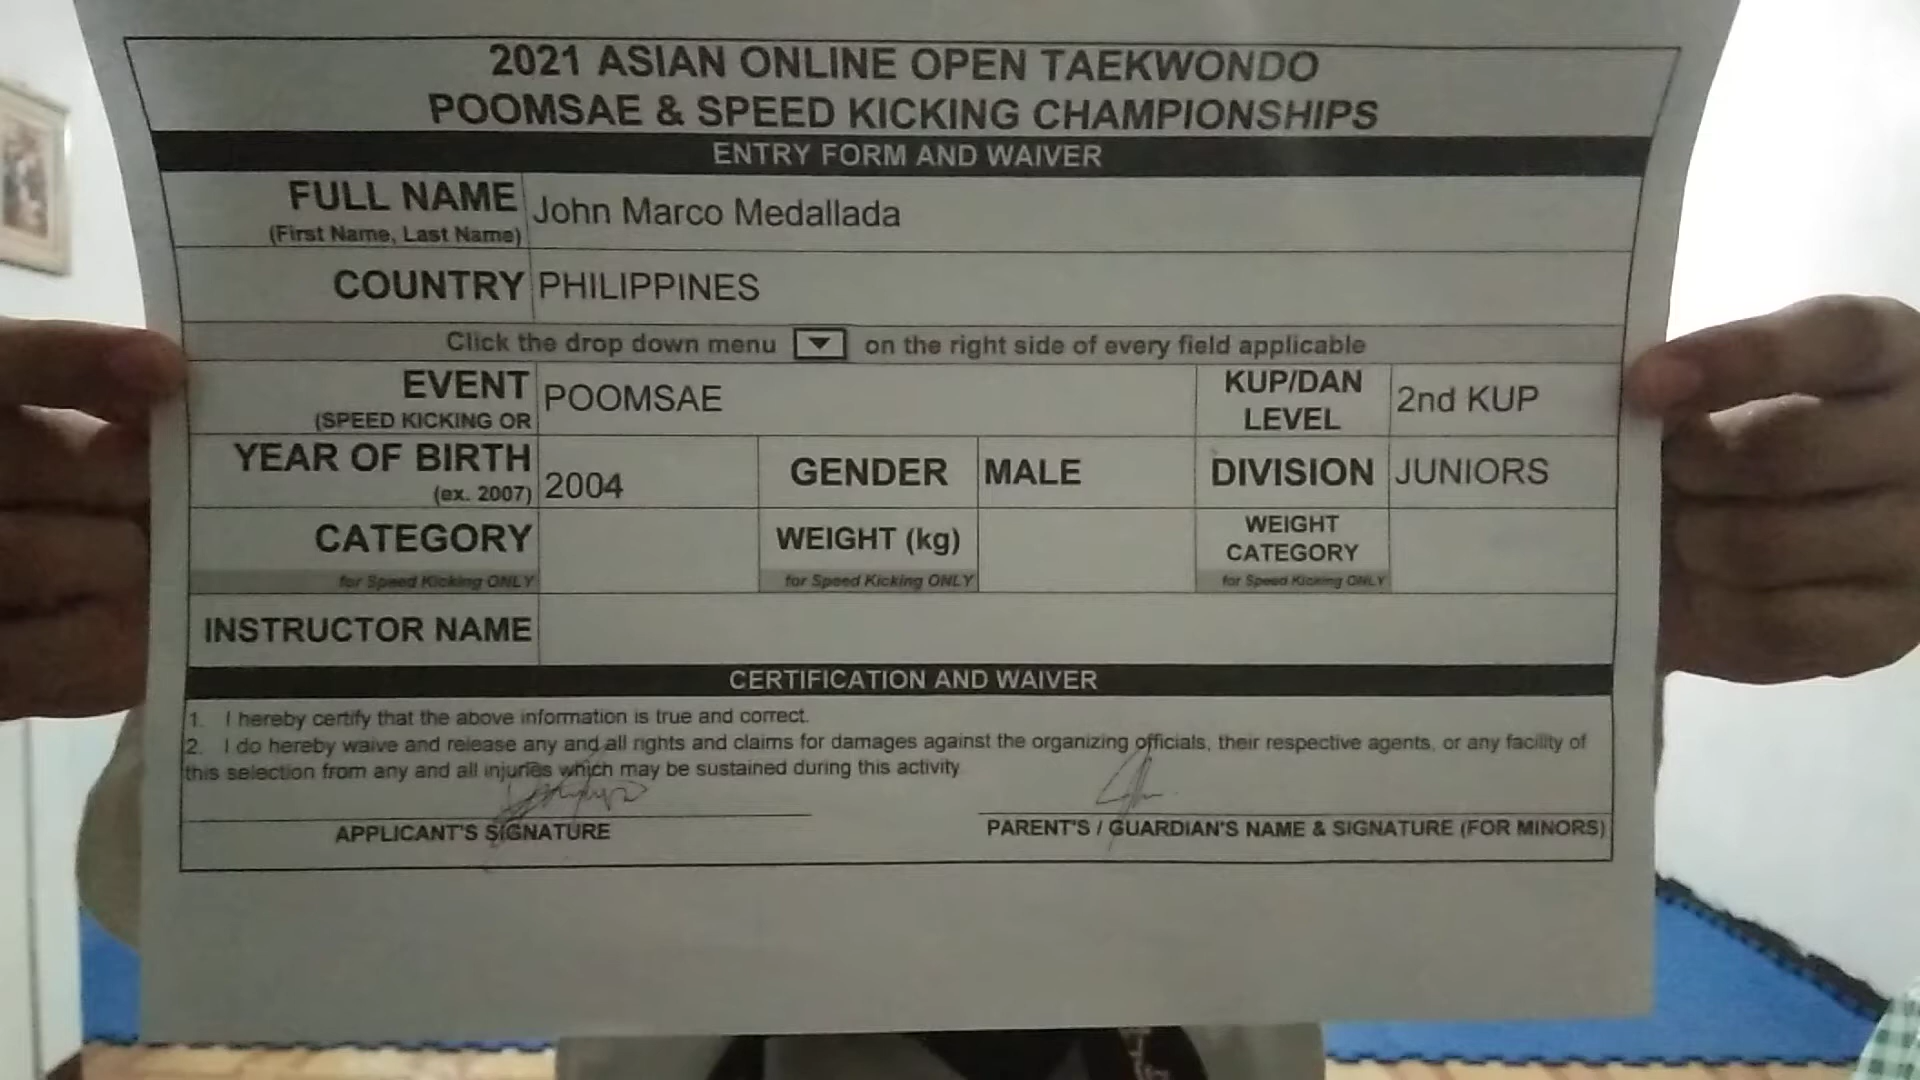 2021 ASIAN ONLINE OPEN TAEKWONDO
POOMSAE & SPEED KICKING CHAMPIONSHIPS
ENTRY FORM AND WAIVER
FULL NAME
(First Name, Last Name)
John Marco Medallada
COUNTRY
PHILIPPINES
Click the drop down menu on the right side of every field applicable
EVENT
(SPEED KICKING OR
POOMSAE
KUP/DAN
LEVEL
2nd KUP
YEAR OF BIRTH
(ex. 2007)
2004
GENDER
MALE
DIVISION
JUNIORS
CATEGORY
for Speed Kicking ONLY
WEIGHT (kg)
for Speed Kicking ONLY
WEIGHT
CATEGORY
for Speed Kicking ONLY
INSTRUCTOR NAME
CERTIFICATION AND WAIVER
1. I hereby certify that the above information is true and correct.
2. I do hereby waive and release any and all rights and claims for damages against the organizing officials, their respective agents, or any facility of
this selection from any and all injuries which may be sustained during this activity
APPLICANT'S SIGNATURE
PARENT'S / GUARDIAN'S NAME & SIGNATURE (FOR MINORS)